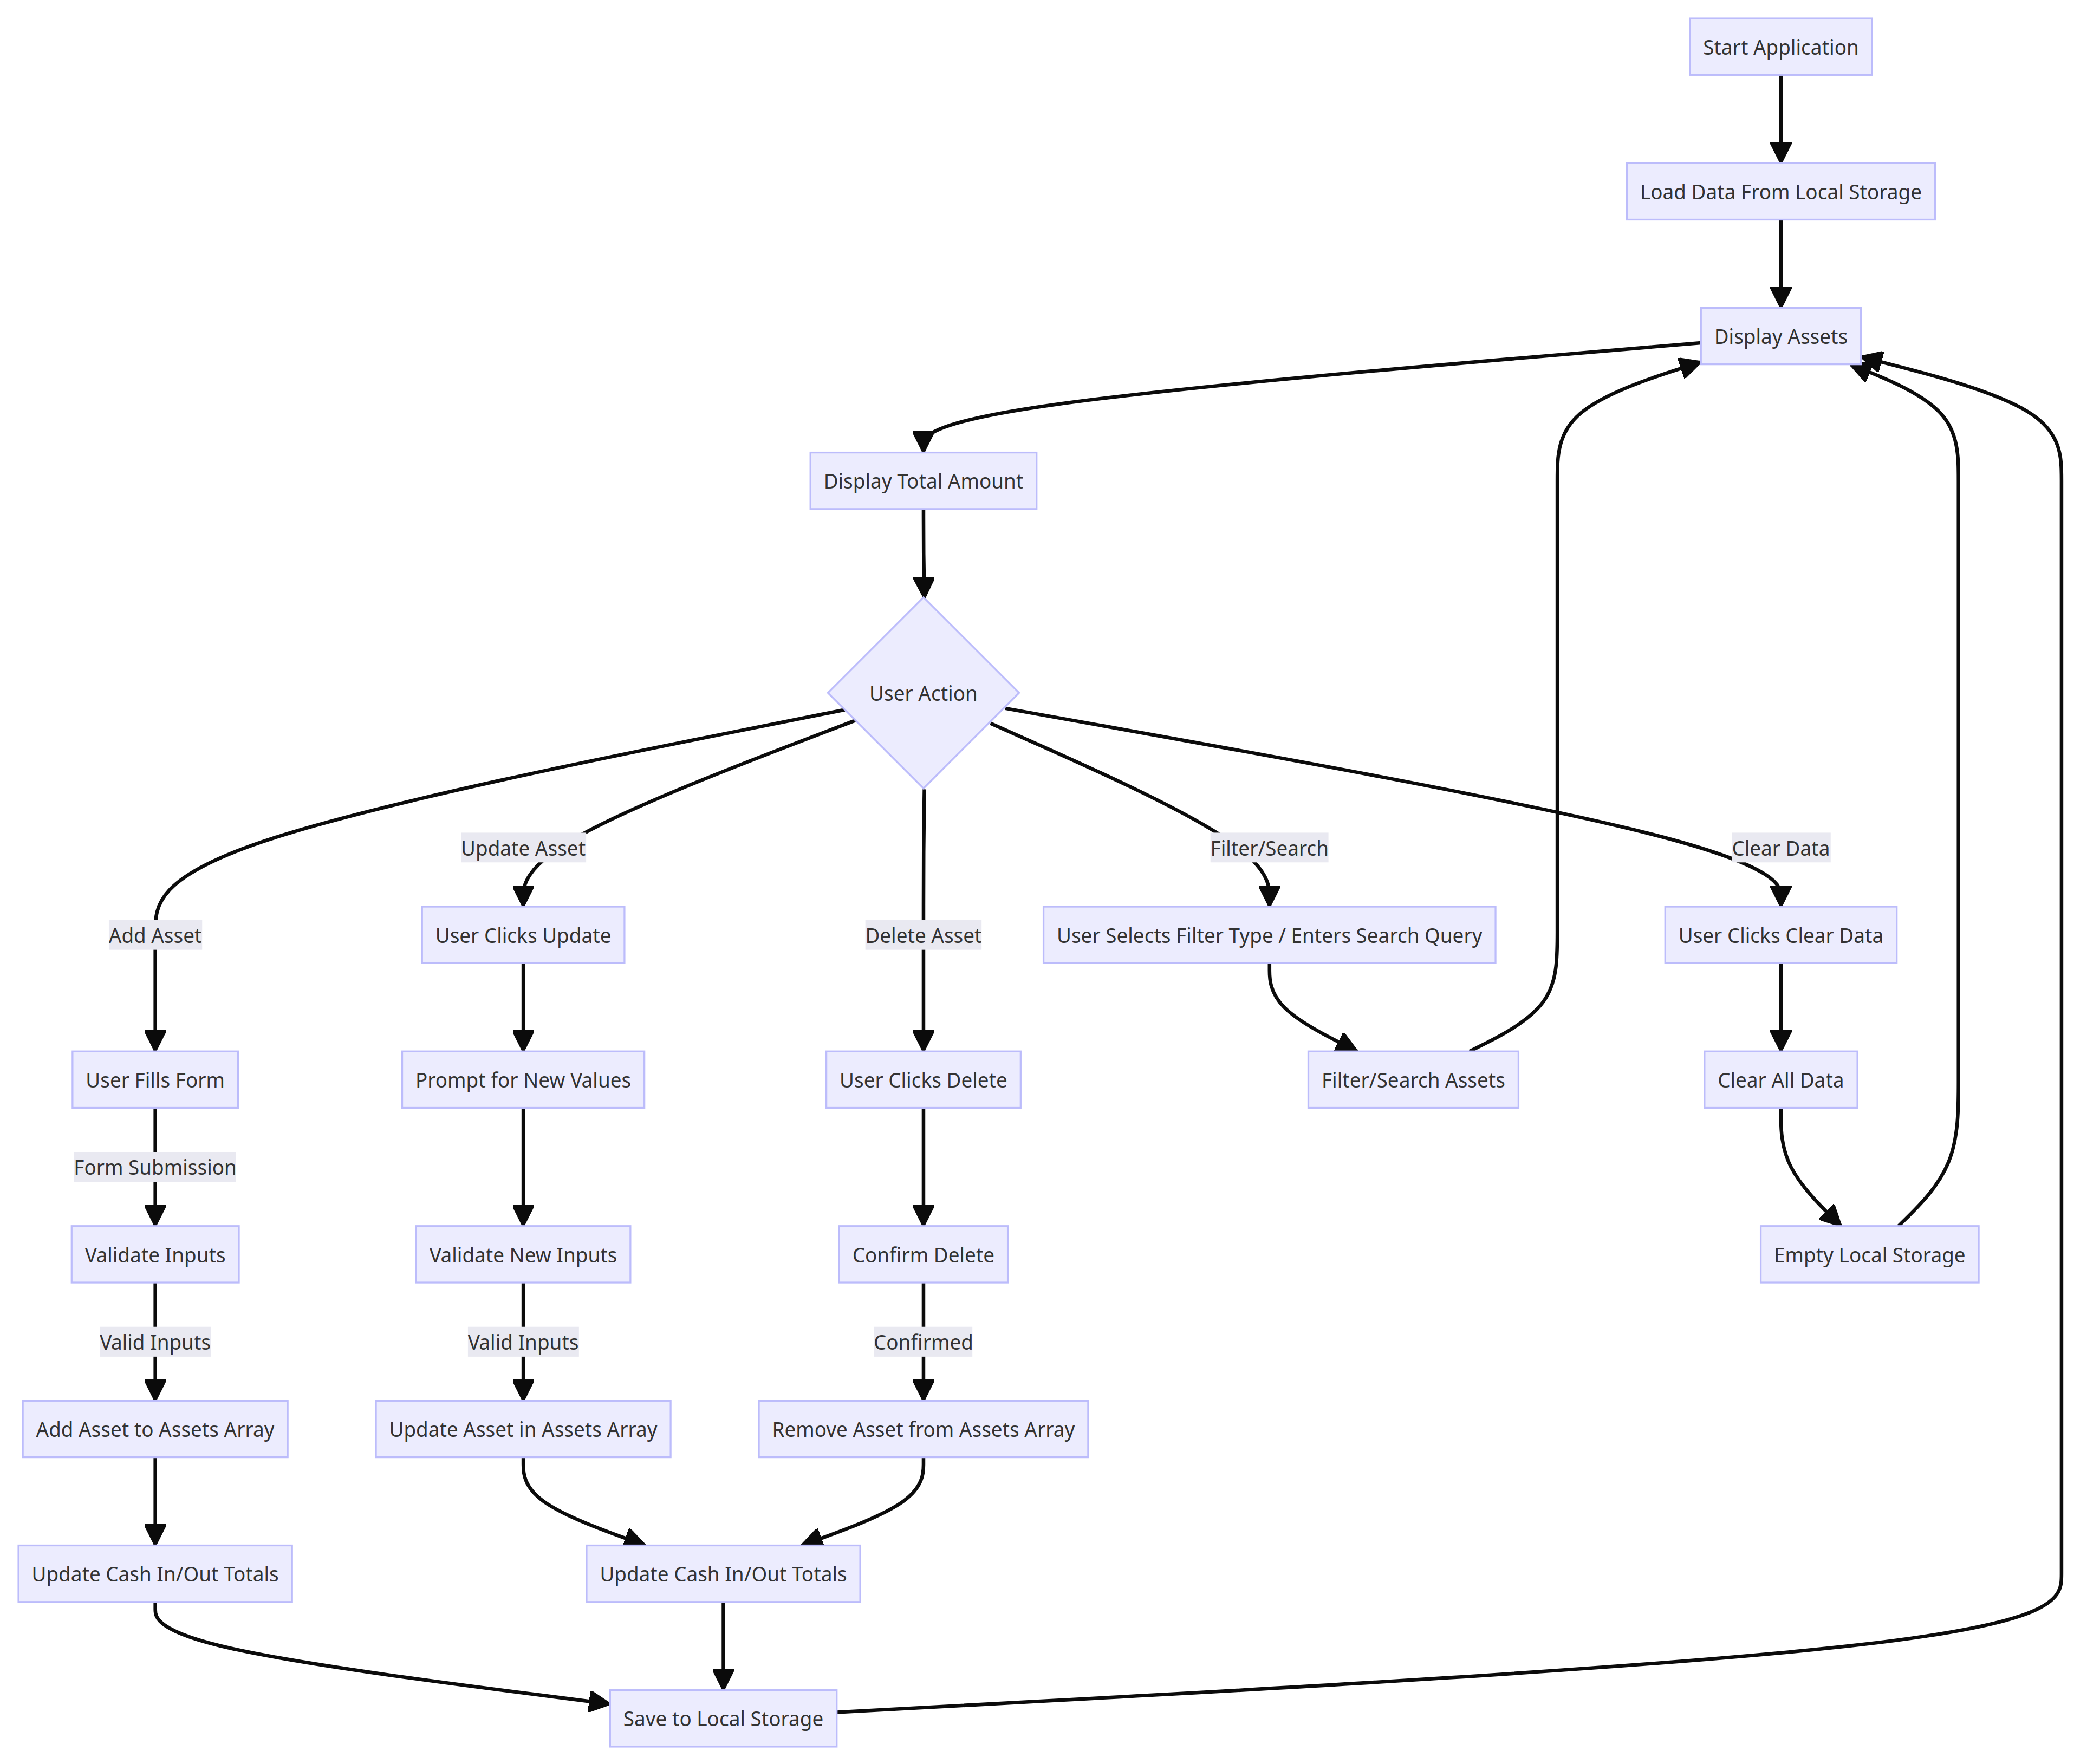 Start Application
Load Data From Local Storage
Display Assets
Display Total Amount
User Action
Update Asset
Filter/Search
Clear Data
Add Asset
User Clicks Update
Delete Asset
User Selects Filter Type / Enters Search Query
User Clicks Clear Data
User Fills Form
Prompt for New Values
User Clicks Delete
Filter/Search Assets
Clear All Data
Form Submission
Validate Inputs
Validate New Inputs
Confirm Delete
Empty Local Storage
Valid Inputs
Valid Inputs
Confirmed
Add Asset to Assets Array
Update Asset in Assets Array
Remove Asset from Assets Array
Update Cash In/Out Totals
Update Cash In/Out Totals
Save to Local Storage